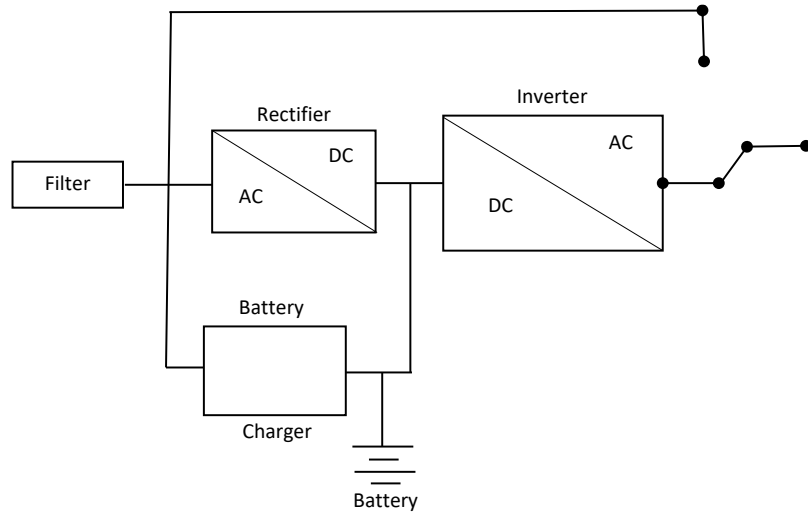 Inverter
Rectifier
AC
DC
Filter
AC
DC
Battery
Charger
Battery